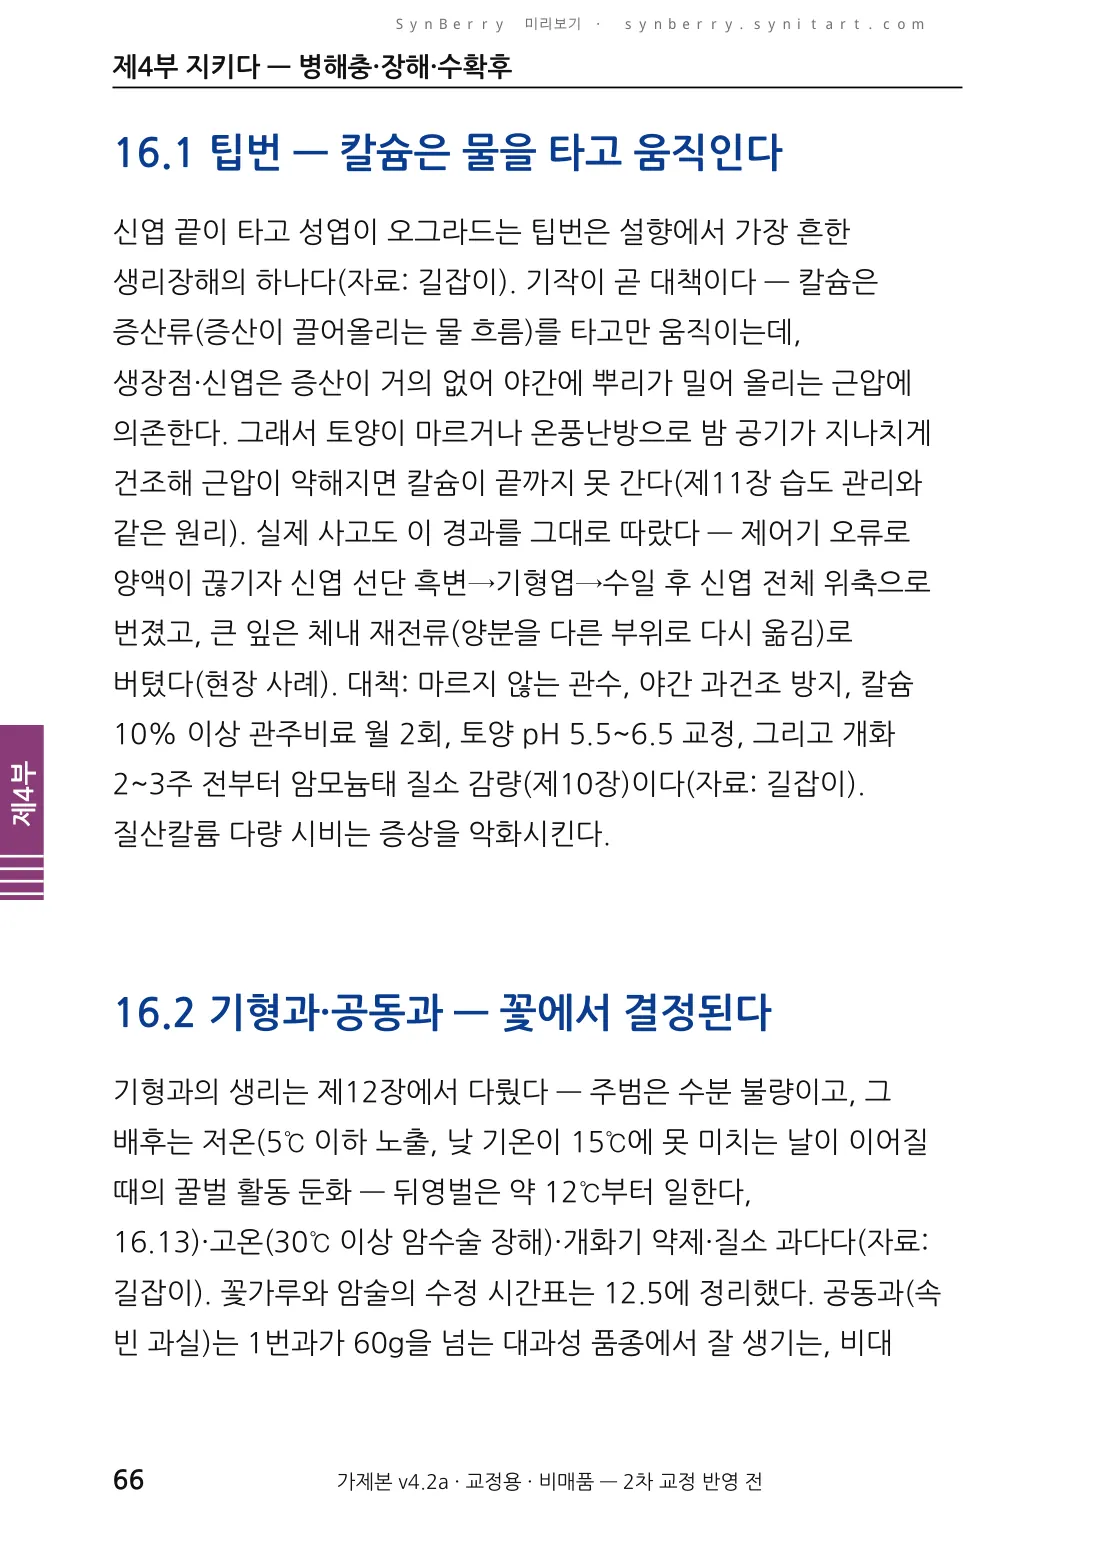 SynBerry 미리보기 · synberry.synitart.com
제4부 지키다 — 병해충·장해·수확후
16.1 팁번 — 칼슘은 물을 타고 움직인다
신엽 끝이 타고 성엽이 오그라드는 팁번은 설향에서 가장 흔한
생리장해의 하나다(자료: 길잡이). 기작이 곧 대책이다 — 칼슘은
증산류(증산이 끌어올리는 물 흐름)를 타고만 움직이는데,
생장점·신엽은 증산이 거의 없어 야간에 뿌리가 밀어 올리는 근압에
의존한다. 그래서 토양이 마르거나 온풍난방으로 밤 공기가 지나치게
건조해 근압이 약해지면 칼슘이 끝까지 못 간다(제11장 습도 관리와
같은 원리). 실제 사고도 이 경과를 그대로 따랐다 — 제어기 오류로
양액이 끊기자 신엽 선단 흑변→기형엽→수일 후 신엽 전체 위축으로
번졌고, 큰 잎은 체내 재전류(양분을 다른 부위로 다시 옮김)로
버텼다(현장 사례). 대책: 마르지 않는 관수, 야간 과건조 방지, 칼슘
10% 이상 관주비료 월 2회, 토양 pH 5.5~6.5 교정, 그리고 개화
2~3주 전부터 암모늄태 질소 감량(제10장)이다(자료: 길잡이).
질산칼륨 다량 시비는 증상을 악화시킨다.
제4부
16.2 기형과·공동과 — 꽃에서 결정된다
기형과의 생리는 제12장에서 다뤘다 — 주범은 수분 불량이고, 그
배후는 저온(5℃ 이하 노출, 낮 기온이 15℃에 못 미치는 날이 이어질
때의 꿀벌 활동 둔화 — 뒤영벌은 약 12℃부터 일한다,
16.13)·고온(30℃ 이상 암수술 장해)·개화기 약제·질소 과다다(자료:
길잡이). 꽃가루와 암술의 수정 시간표는 12.5에 정리했다. 공동과(속
빈 과실)는 1번과가 60g을 넘는 대과성 품종에서 잘 생기는, 비대
66
가제본 v4.2a · 교정용 · 비매품 — 2차 교정 반영 전